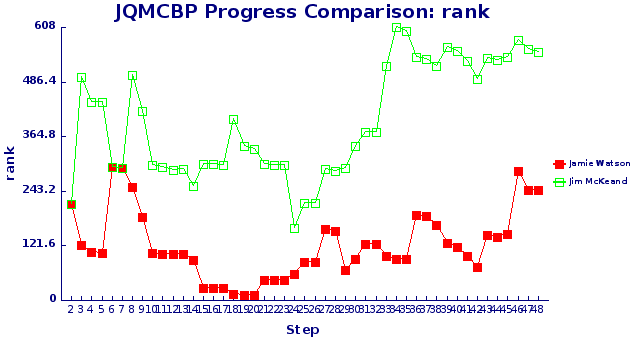 JQMCBP Progress Comparison: rank
608
486.4
364.8
243.2
121.6
0
rank
2 3 4 5 6 7 8 9 10 11 12 13 14 15 16 17 18 19 20 21 22 23 24 25 26 27 28 29 30 31 32 33 34 35 36 37 38 39 40 41 42 43 44 45 46 47 48
Step
Jamie Watson
Jim McKeand